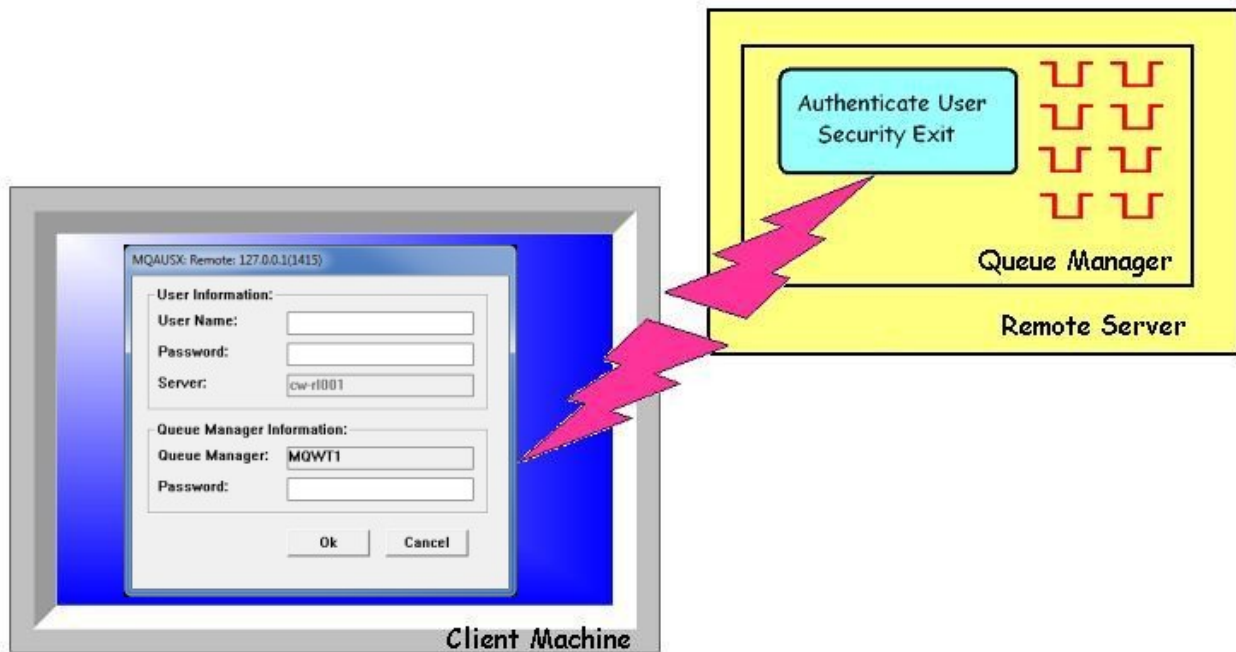 Authenticate User
Security Exit
Queue Manager
Remote Server
MQAUSX: Remote: 127.0.0.1(1415)
User Information:
User Name:
Password:
Server: cw-rl001
Queue Manager Information:
Queue Manager: MQWT1
Password:
Ok Cancel
Client Machine